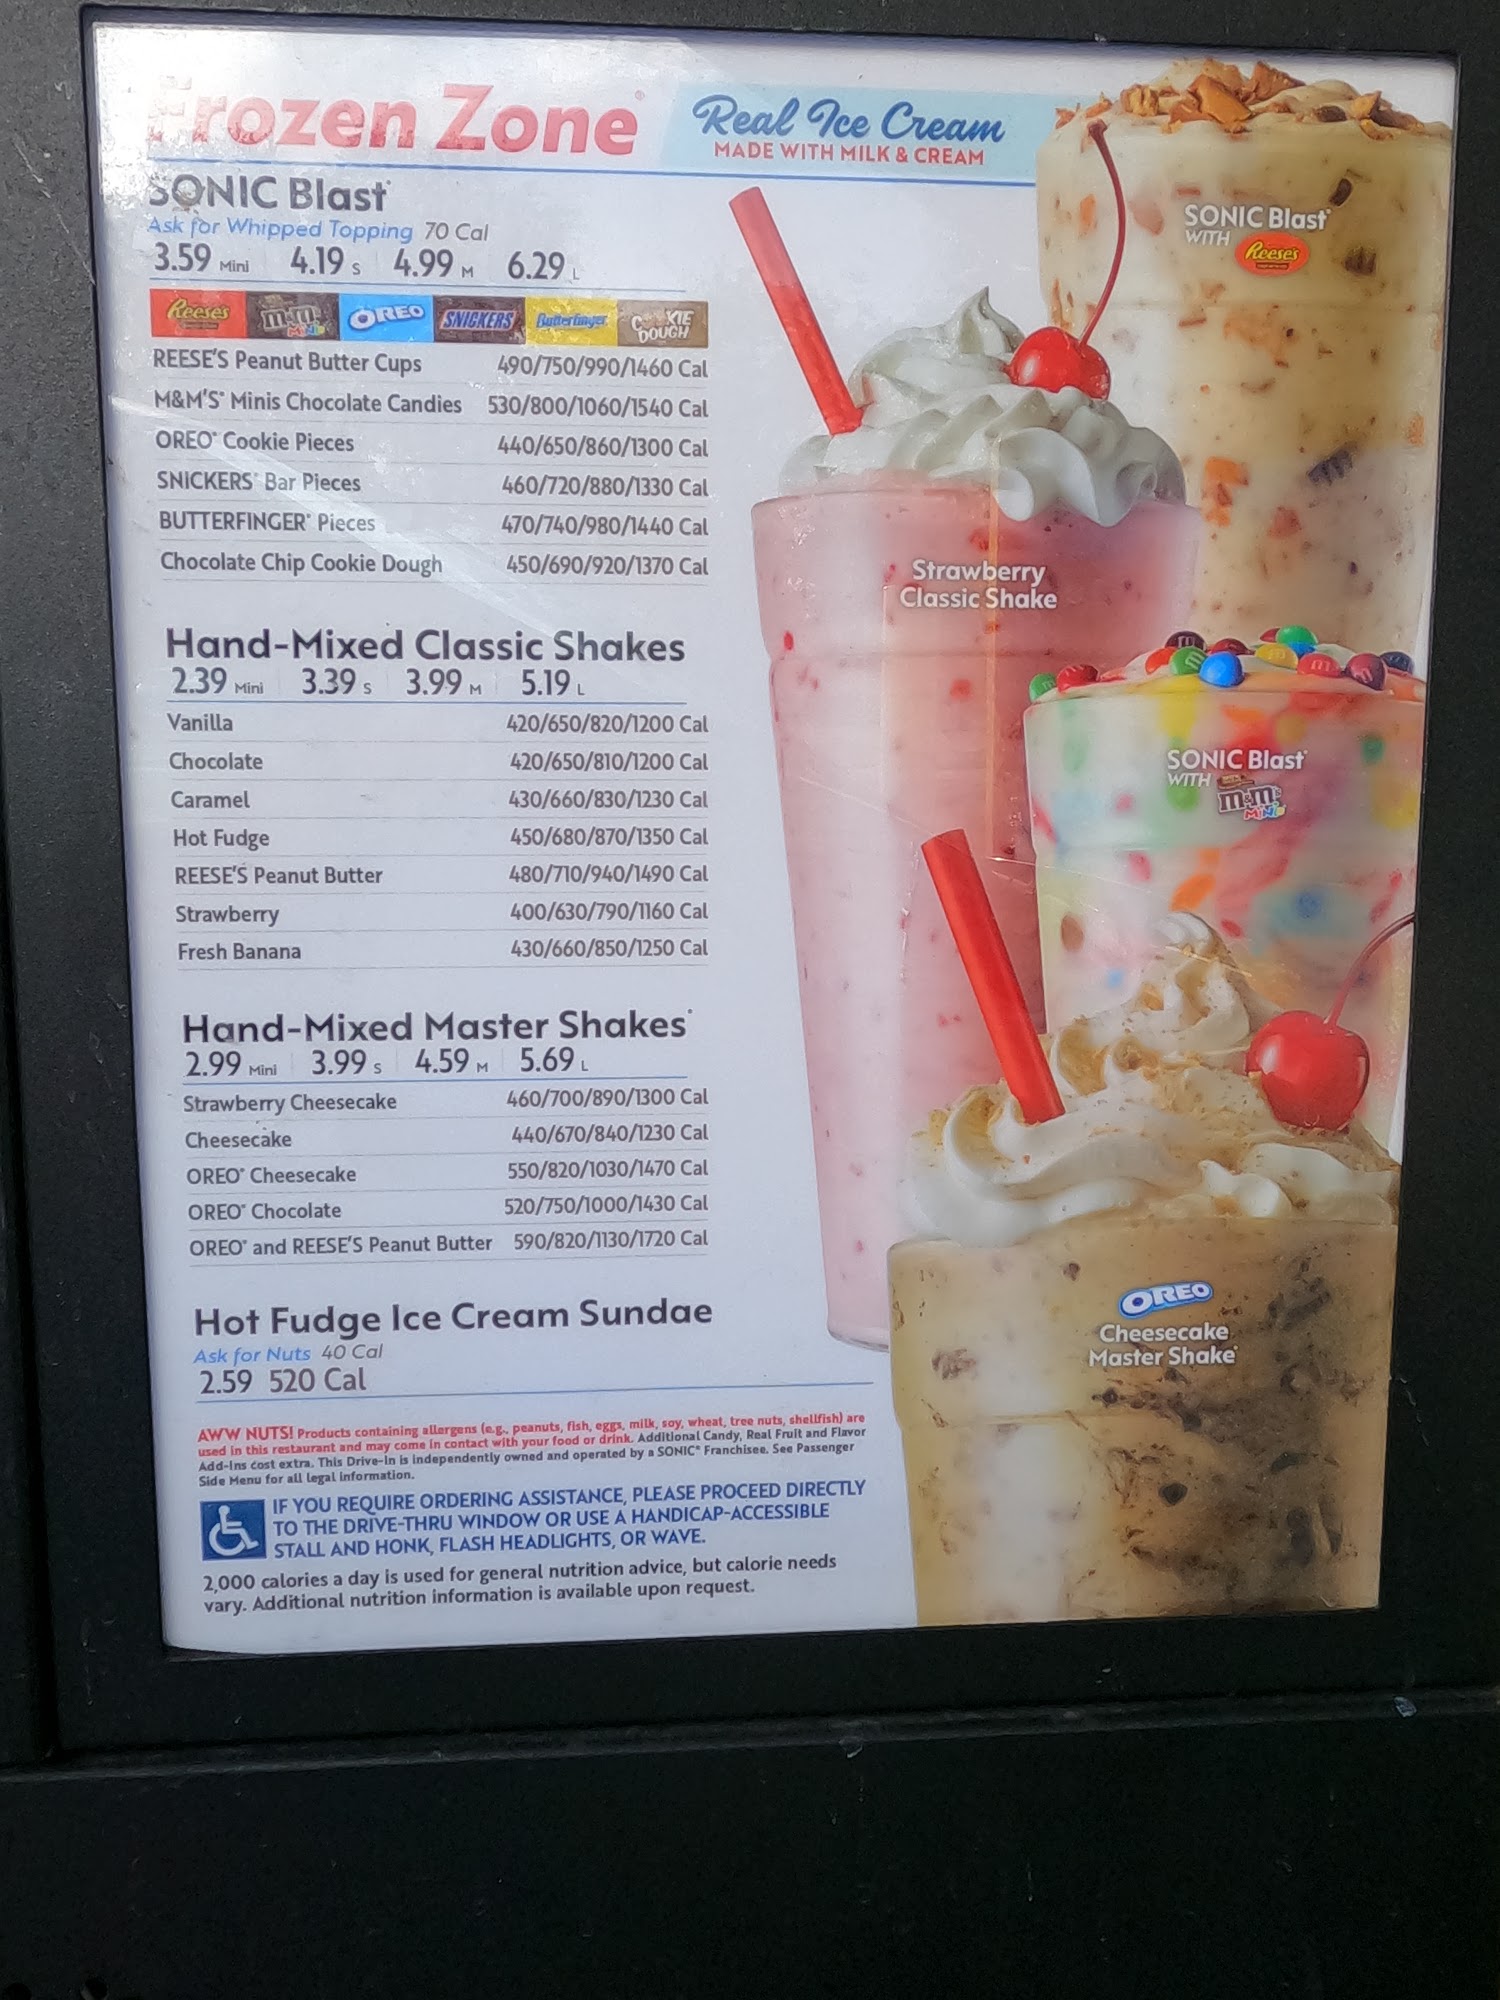 Frozen Zone®
Real Ice Cream
MADE WITH MILK & CREAM
SONIC Blast®
Ask for Whipped Topping 70 Cal
3.59 Mini 4.19 S 4.99 M 6.29 L
Reese's m&m's MINIS OREO SNICKERS Butterfinger COOKIE DOUGH
REESE'S Peanut Butter Cups 490/750/990/1460 Cal
M&M'S® Minis Chocolate Candies 530/800/1060/1540 Cal
OREO® Cookie Pieces 440/650/860/1300 Cal
SNICKERS® Bar Pieces 460/720/880/1330 Cal
BUTTERFINGER® Pieces 470/740/980/1440 Cal
Chocolate Chip Cookie Dough 450/690/920/1370 Cal
Hand-Mixed Classic Shakes
2.39 Mini 3.39 S 3.99 M 5.19 L
Vanilla 420/650/820/1200 Cal
Chocolate 420/650/810/1200 Cal
Caramel 430/660/830/1230 Cal
Hot Fudge 450/680/870/1350 Cal
REESE'S Peanut Butter 480/710/940/1490 Cal
Strawberry 400/630/790/1160 Cal
Fresh Banana 430/660/850/1250 Cal
Hand-Mixed Master Shakes®
2.99 Mini 3.99 S 4.59 M 5.69 L
Strawberry Cheesecake 460/700/890/1300 Cal
Cheesecake 440/670/840/1230 Cal
OREO® Cheesecake 550/820/1030/1470 Cal
OREO® Chocolate 520/750/1000/1430 Cal
OREO® and REESE'S Peanut Butter 590/820/1130/1720 Cal
Hot Fudge Ice Cream Sundae
Ask for Nuts 40 Cal
2.59 520 Cal
AWW NUTS! Products containing allergens (e.g., peanuts, fish, eggs, milk, soy, wheat, tree nuts, shellfish) are
used in this restaurant and may come in contact with your food or drink. Additional Candy, Real Fruit and Flavor
Add-Ins cost extra. This Drive-In is independently owned and operated by a SONIC® Franchisee. See Passenger
Side Menu for all legal information.
IF YOU REQUIRE ORDERING ASSISTANCE, PLEASE PROCEED DIRECTLY
TO THE DRIVE-THRU WINDOW OR USE A HANDICAP-ACCESSIBLE
STALL AND HONK, FLASH HEADLIGHTS, OR WAVE.
2,000 calories a day is used for general nutrition advice, but calorie needs
vary. Additional nutrition information is available upon request.
SONIC Blast®
WITH Reese's
Strawberry
Classic Shake
SONIC Blast®
WITH m&m's
MINIS
OREO
Cheesecake
Master Shake®